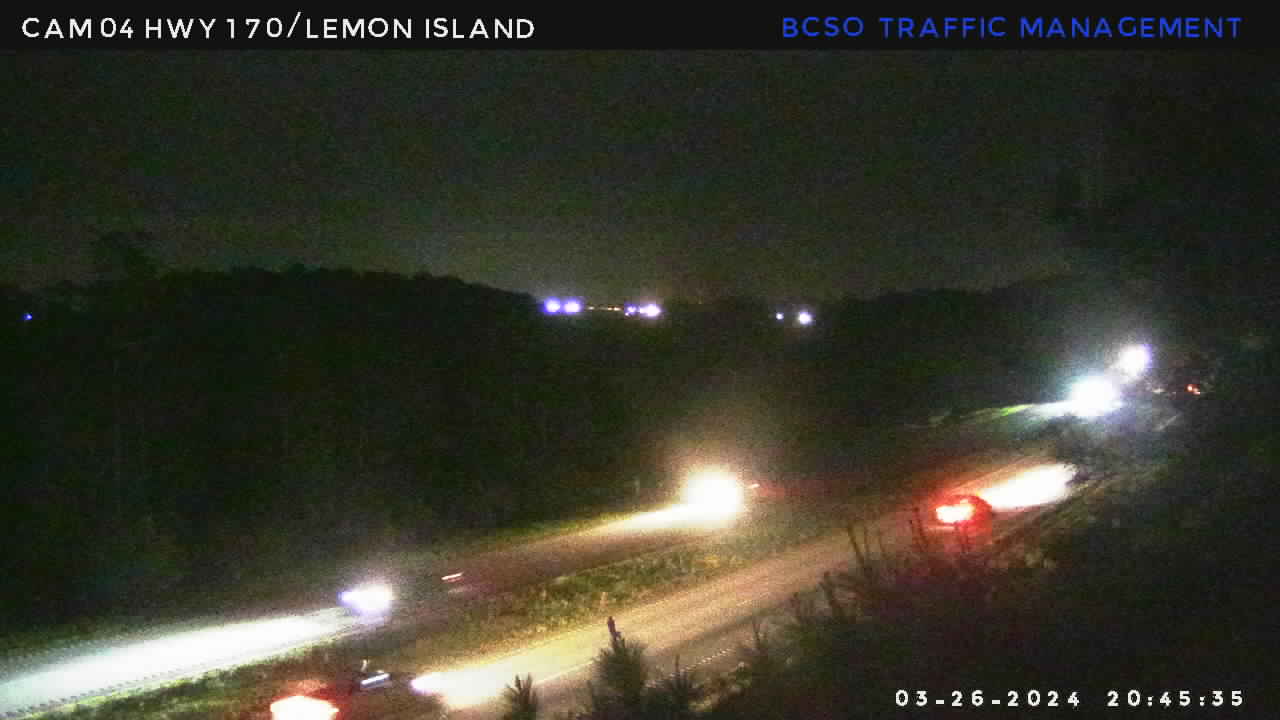 CAM04 HWY 170/LEMON ISLAND
BCSO TRAFFIC MANAGEMENT
03-26-2024 20:45:35